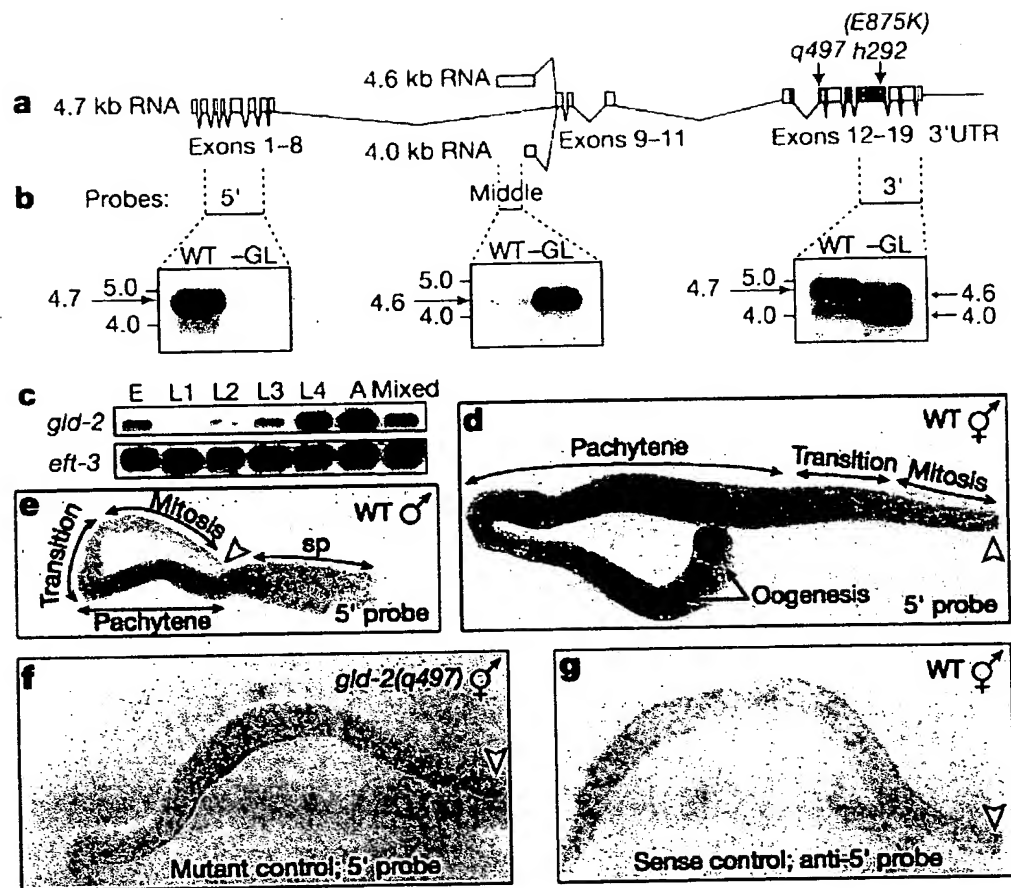 (E875K)
q497 h292
4.6 kb RNA
a 4.7 kb RNA
Exons 1–8
4.0 kb RNA
Exons 9–11
Exons 12–19 3'UTR
b Probes: 5' Middle 3'
WT –GL WT –GL WT –GL
4.7 5.0 4.0
4.6 5.0 4.0
4.7 5.0 4.0 4.6 4.0
c E L1 L2 L3 L4 A Mixed
gld-2
eft-3
d WT ⚥
Pachytene Transition Mitosis
Oogenesis
5' probe
e WT ♂
Mitosis
Transition
sp
Pachytene
5' probe
f gld-2(q497) ⚥
Mutant control; 5' probe
g WT ⚥
Sense control; anti-5' probe